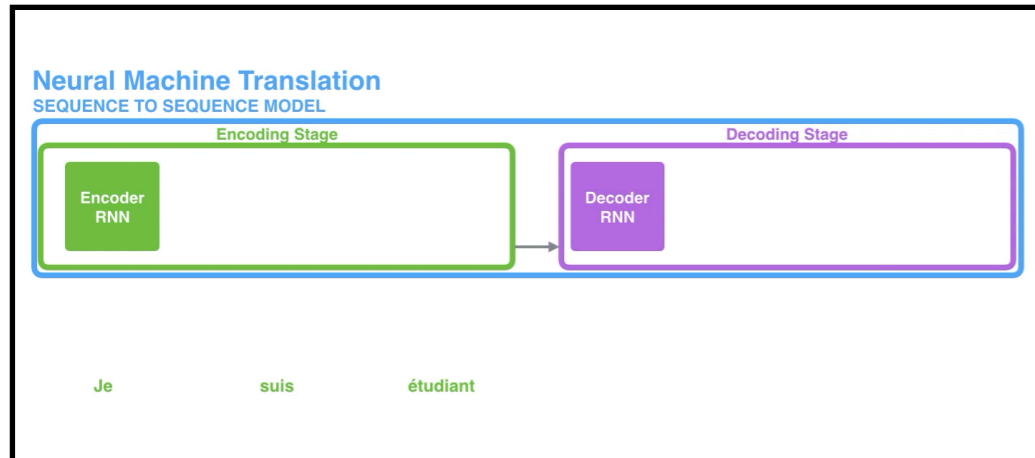 Neural Machine Translation
SEQUENCE TO SEQUENCE MODEL
Encoding Stage
Decoding Stage
Encoder
RNN
Decoder
RNN
Je suis étudiant